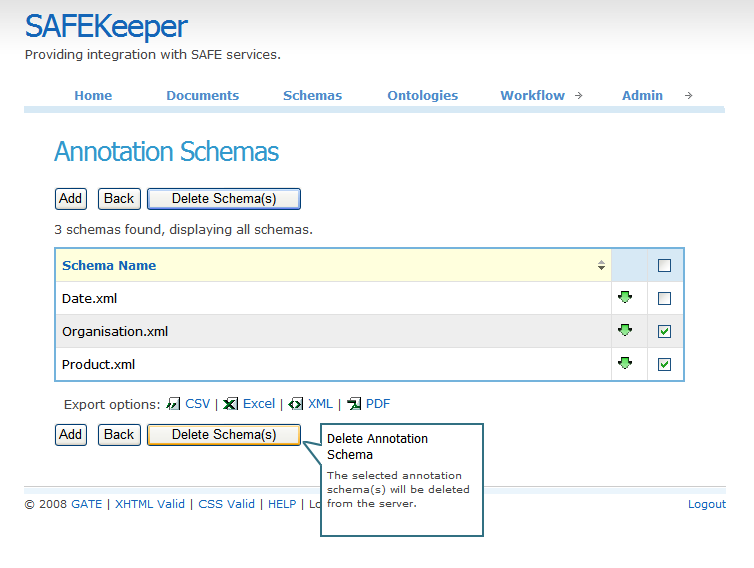 SAFEKeeper
Providing integration with SAFE services.
Home Documents Schemas Ontologies Workflow Admin
Annotation Schemas
Add Back Delete Schema(s)
3 schemas found, displaying all schemas.
Schema Name
Date.xml
Organisation.xml
Product.xml
Export options: CSV | Excel | XML | PDF
Add Back Delete Schema(s)
Delete Annotation
Schema
The selected annotation
schema(s) will be deleted
from the server.
© 2008 GATE | XHTML Valid | CSS Valid | HELP | Lo
Logout